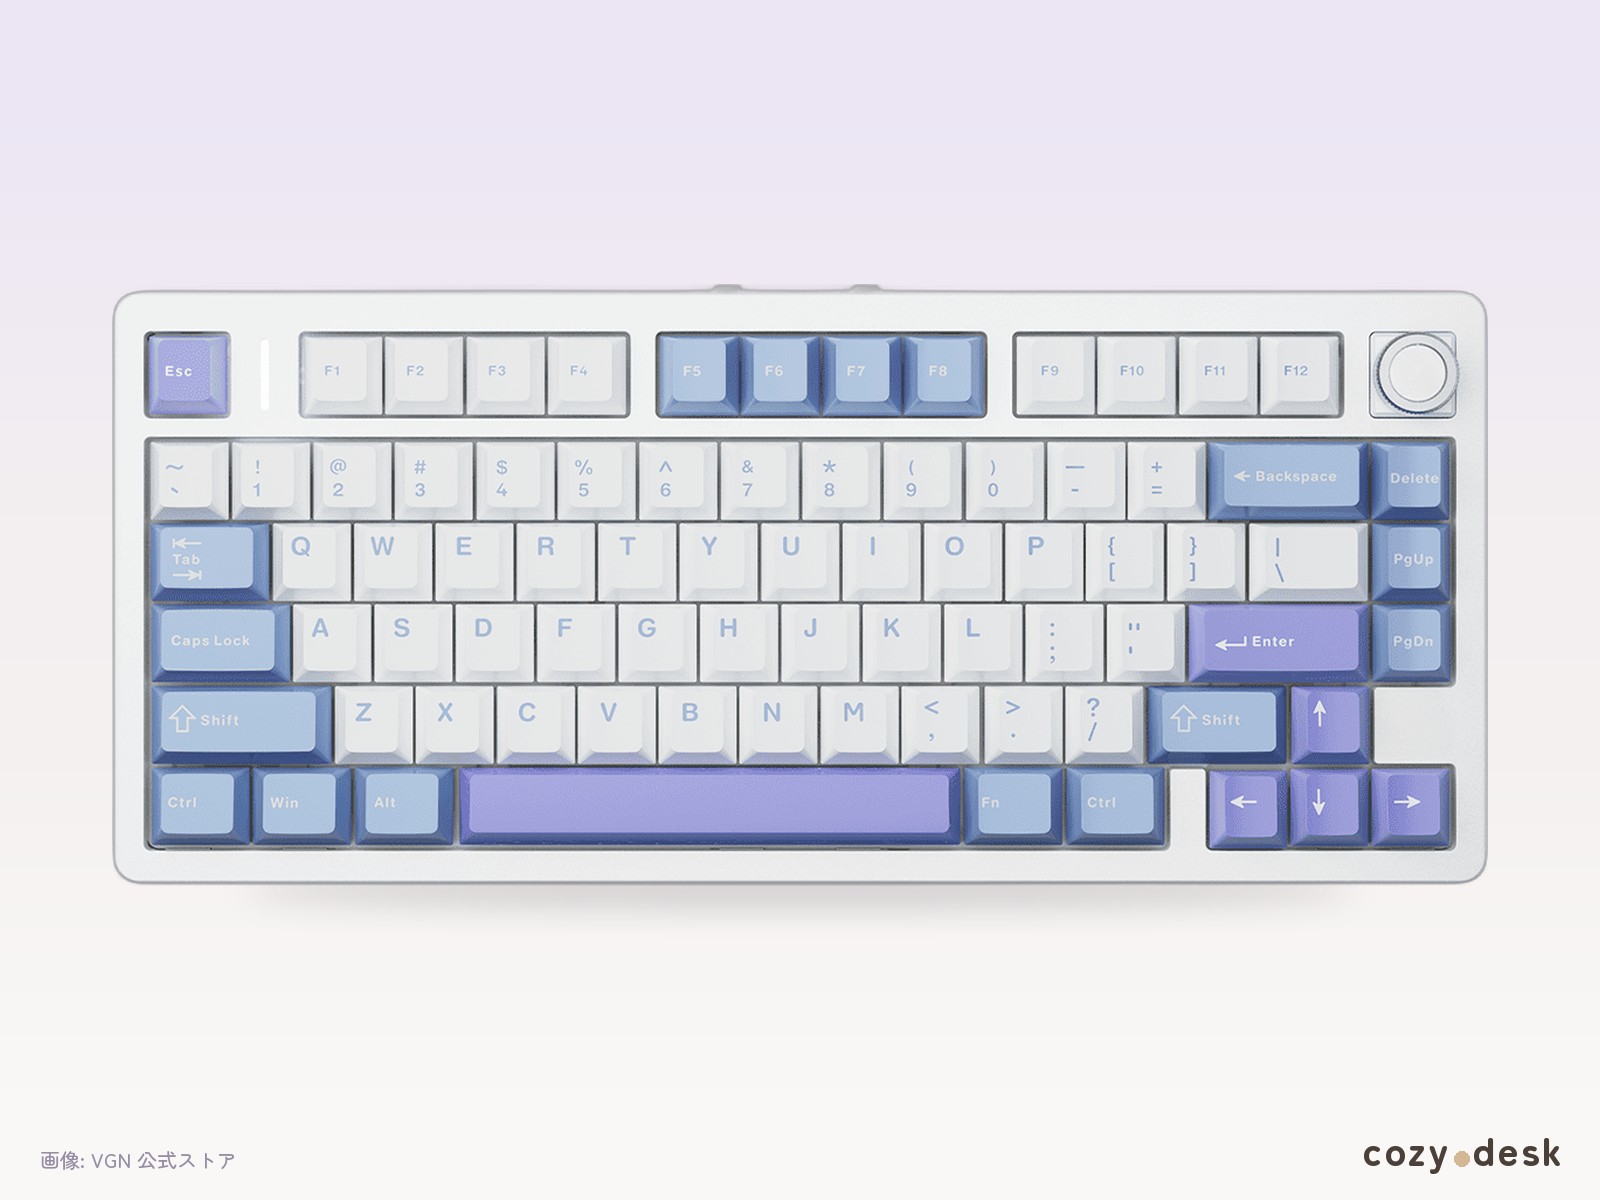 Esc F1 F2 F3 F4 F5 F6 F7 F8 F9 F10 F11 F12
~ ! @ # $ % ^ & * ( ) — +
` 1 2 3 4 5 6 7 8 9 0 - = ← Backspace Delete
Tab Q W E R T Y U I O P { } | PgUp
[ ] \
Caps Lock A S D F G H J K L : " Enter PgDn
; '
Shift Z X C V B N M < > ? Shift ↑
, . /
Ctrl Win Alt Fn Ctrl ← ↓ →
画像: VGN 公式ストア
cozy desk